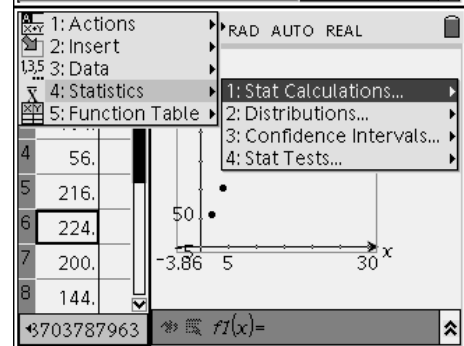 1: Actions
2: Insert
3: Data
4: Statistics
5: Function Table
RAD AUTO REAL
1: Stat Calculations...
2: Distributions...
3: Confidence Intervals...
4: Stat Tests...
4 56.
5 216.
6 224.
7 200.
8 144.
50
-5
-3.86 5 30 x
3703787963
f1(x)=